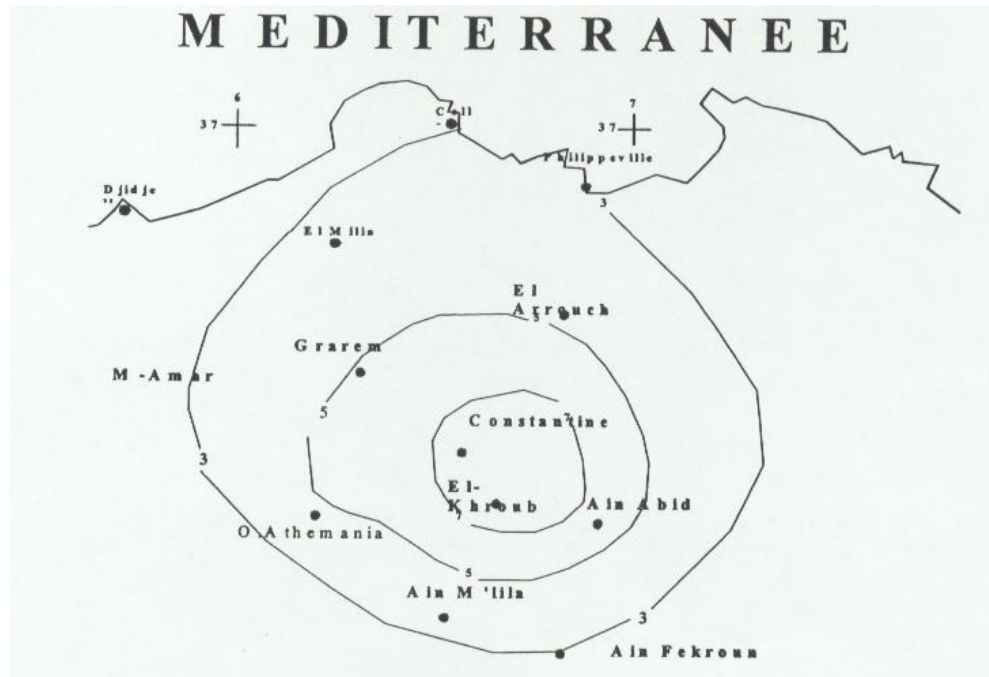 MEDITERRANEE
6
37
7
37
Philippeville
3
El Milia
El
Arrouch
5
Grarem
M-Amar
5
7
Constantine
3
El-
Khroub
7
Ain Abid
O.Athemania
5
Ain M'lila
3
Ain Fekroun